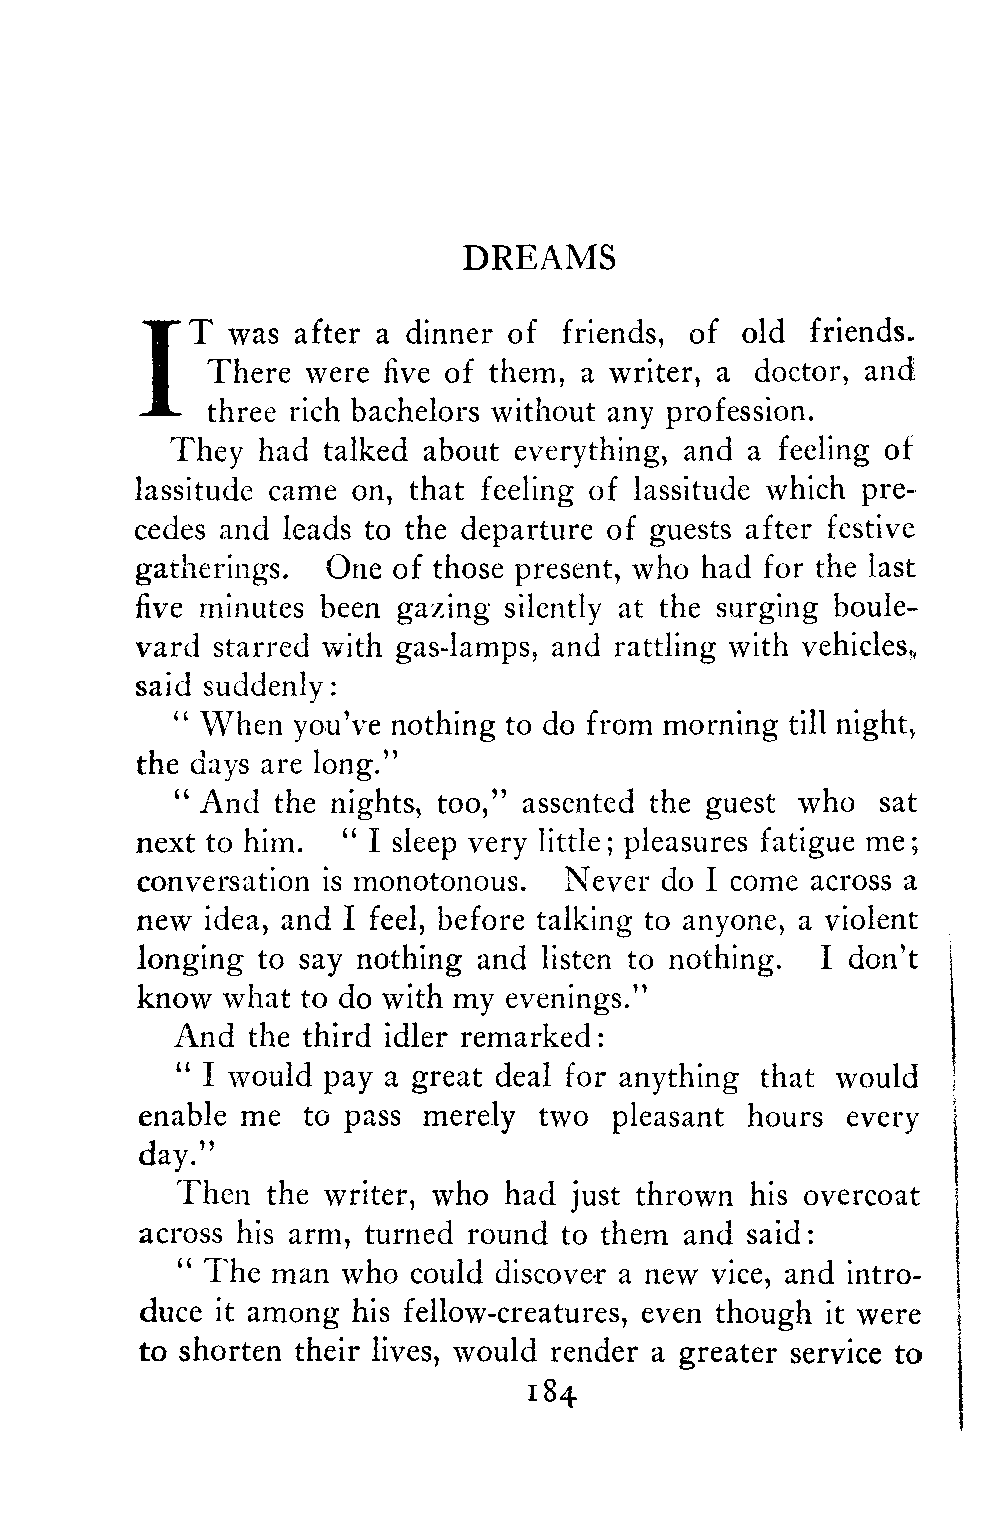 DREAMS
IT was after a dinner of friends, of old friends.
There were five of them, a writer, a doctor, and
three rich bachelors without any profession.
They had talked about everything, and a feeling of
lassitude came on, that feeling of lassitude which pre-
cedes and leads to the departure of guests after festive
gatherings. One of those present, who had for the last
five minutes been gazing silently at the surging boule-
vard starred with gas-lamps, and rattling with vehicles,
said suddenly:
" When you've nothing to do from morning till night,
the days are long."
" And the nights, too," assented the guest who sat
next to him. " I sleep very little; pleasures fatigue me;
conversation is monotonous. Never do I come across a
new idea, and I feel, before talking to anyone, a violent
longing to say nothing and listen to nothing. I don't
know what to do with my evenings."
And the third idler remarked:
" I would pay a great deal for anything that would
enable me to pass merely two pleasant hours every
day."
Then the writer, who had just thrown his overcoat
across his arm, turned round to them and said:
" The man who could discover a new vice, and intro-
duce it among his fellow-creatures, even though it were
to shorten their lives, would render a greater service to
184